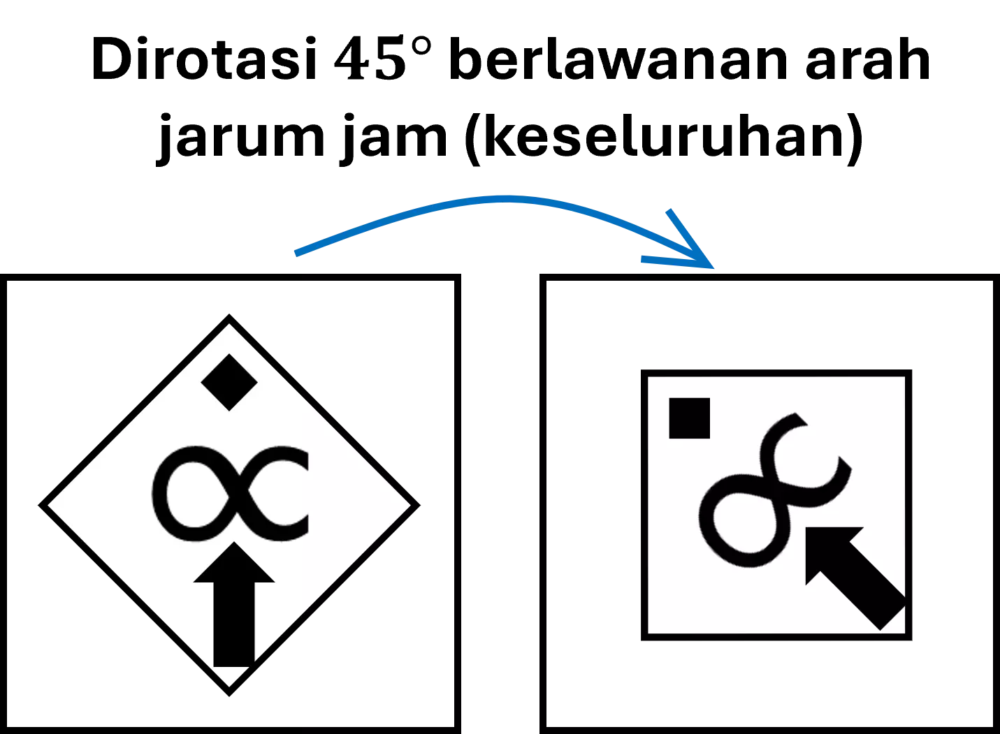 Dirotasi 45° berlawanan arah
jarum jam (keseluruhan)
∝
∝